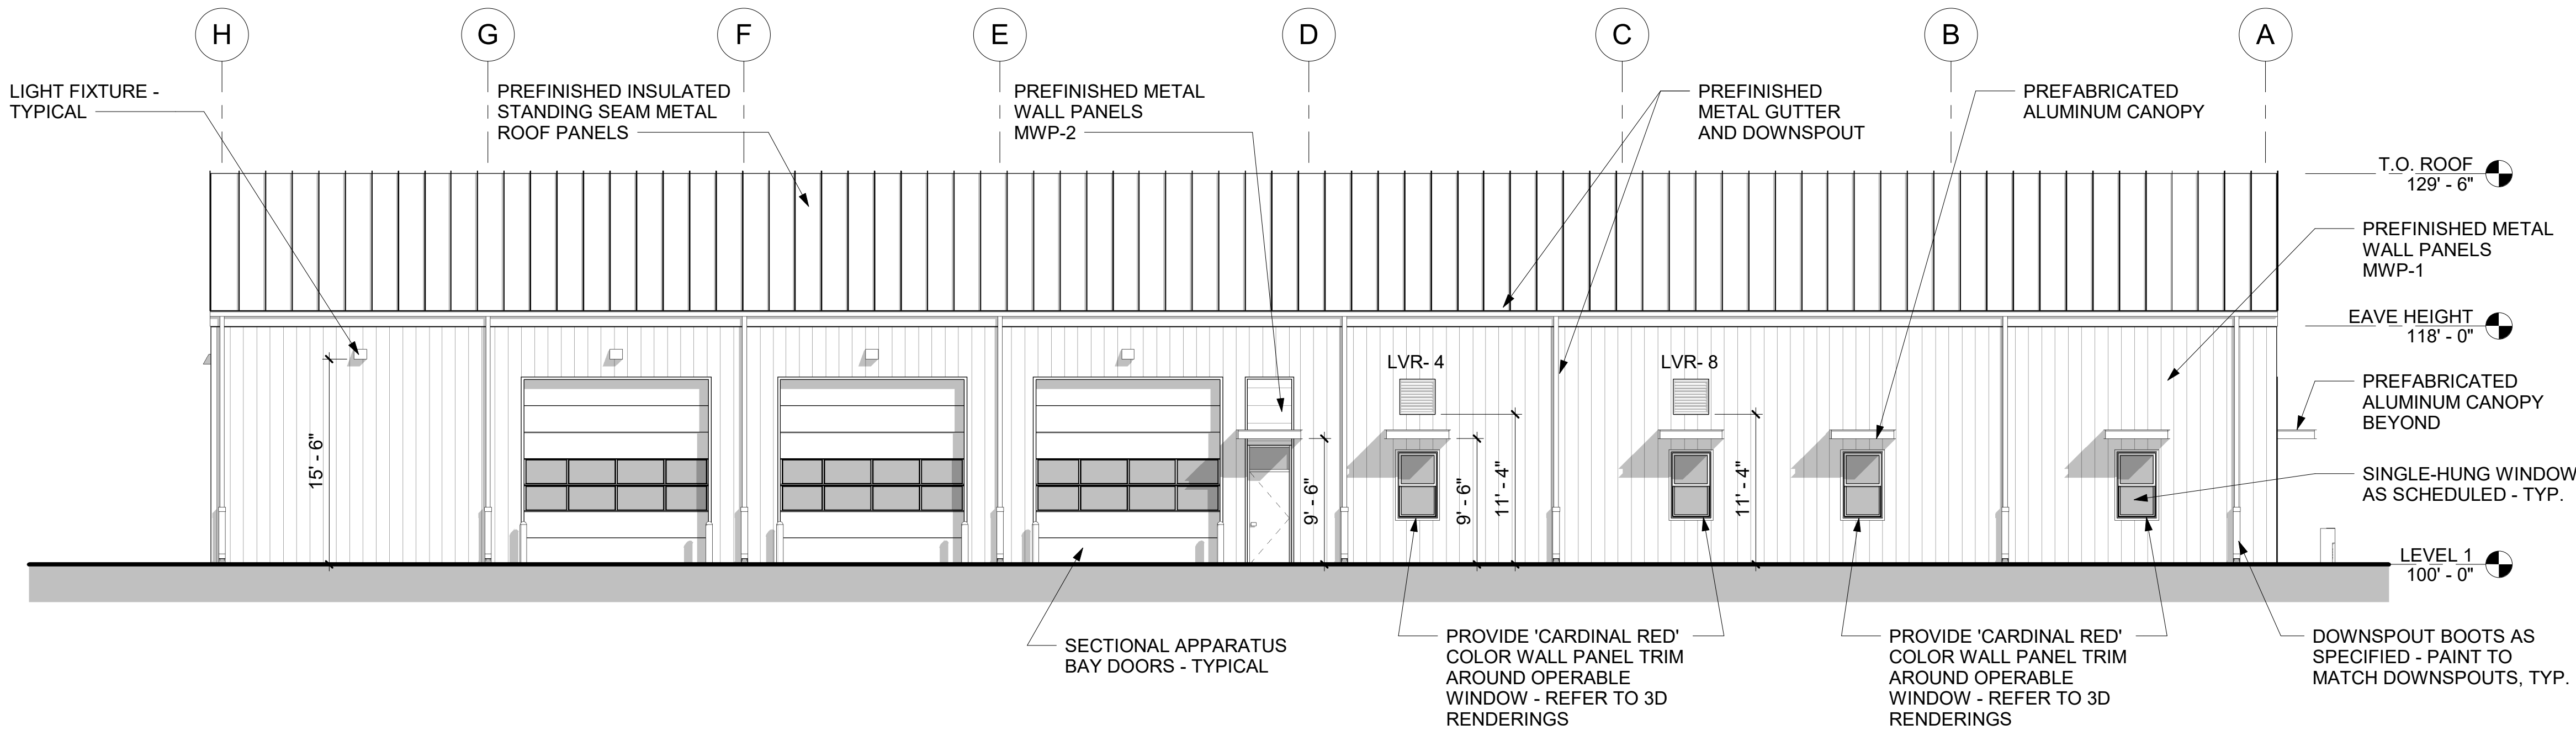 H
G
F
E
D
C
B
A
LIGHT FIXTURE -
TYPICAL
PREFINISHED INSULATED
STANDING SEAM METAL
ROOF PANELS
PREFINISHED METAL
WALL PANELS
MWP-2
PREFINISHED
METAL GUTTER
AND DOWNSPOUT
PREFABRICATED
ALUMINUM CANOPY
T.O. ROOF
129' - 6"
PREFINISHED METAL
WALL PANELS
MWP-1
EAVE HEIGHT
118' - 0"
LVR- 4
LVR- 8
PREFABRICATED
ALUMINUM CANOPY
BEYOND
15' - 6"
9' - 6"
9' - 6"
11' - 4"
11' - 4"
SINGLE-HUNG WINDOW
AS SCHEDULED - TYP.
LEVEL 1
100' - 0"
SECTIONAL APPARATUS
BAY DOORS - TYPICAL
PROVIDE 'CARDINAL RED'
COLOR WALL PANEL TRIM
AROUND OPERABLE
WINDOW - REFER TO 3D
RENDERINGS
PROVIDE 'CARDINAL RED'
COLOR WALL PANEL TRIM
AROUND OPERABLE
WINDOW - REFER TO 3D
RENDERINGS
DOWNSPOUT BOOTS AS
SPECIFIED - PAINT TO
MATCH DOWNSPOUTS, TYP.